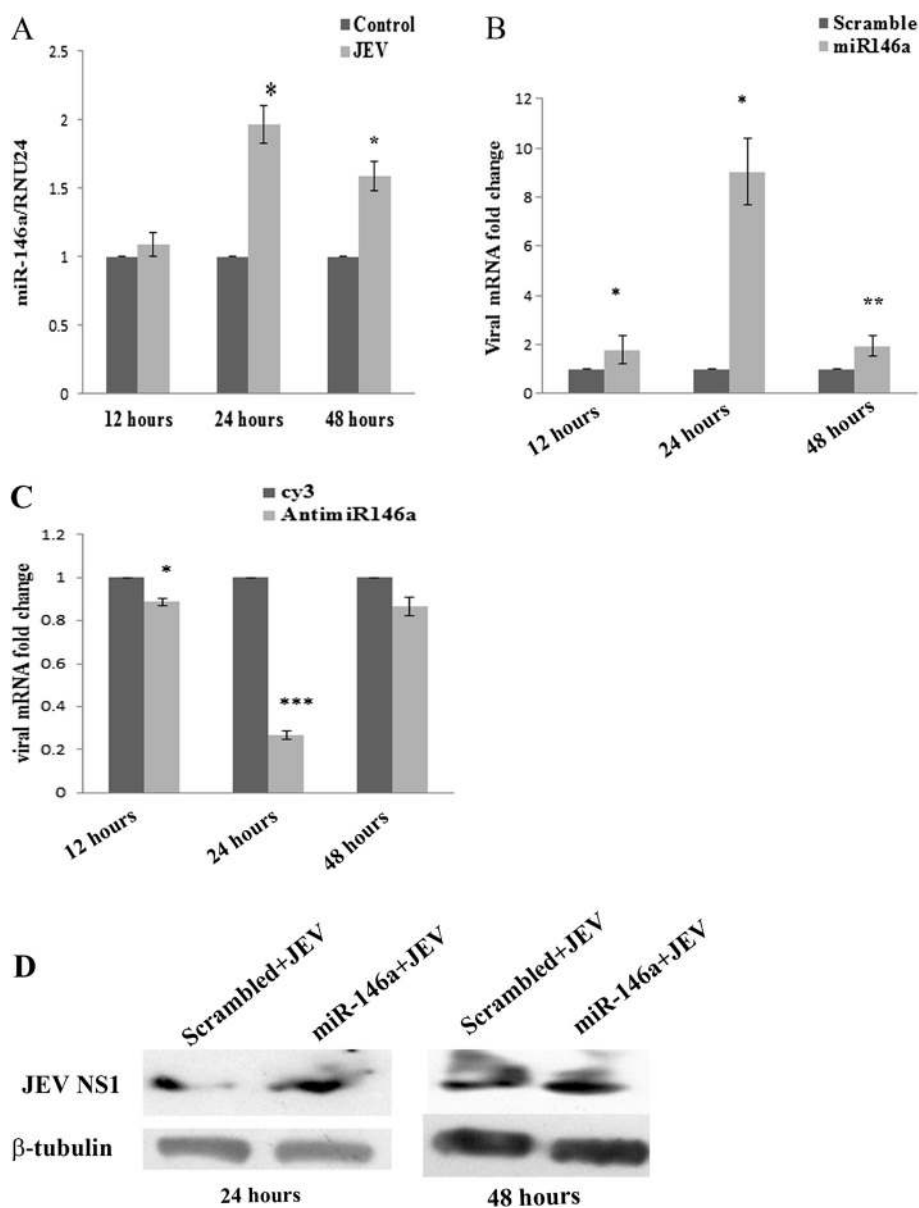 A
Control
JEV
miR-146a/RNU24
2.5
2
1.5
1
0.5
0
*
*
12 hours
24 hours
48 hours
B
Scramble
miR146a
Viral mRNA fold change
12
10
8
6
4
2
0
*
*
**
12 hours
24 hours
48 hours
C
cy3
AntimiR146a
viral mRNA fold change
1.2
1
0.8
0.6
0.4
0.2
0
*
***
12 hours
24 hours
48 hours
D
Scrambled+JEV
miR-146a+JEV
Scrambled+JEV
miR-146a+JEV
JEV NS1
β-tubulin
24 hours
48 hours